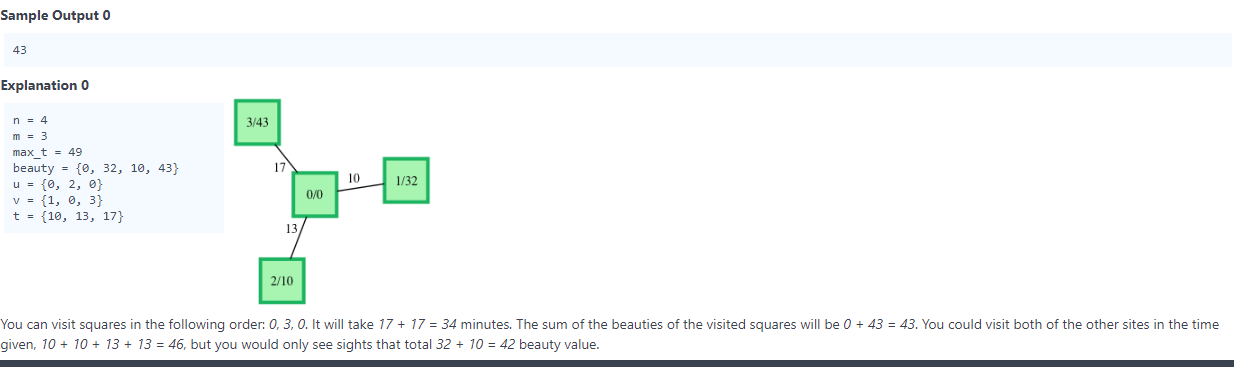 Sample Output 0
43
Explanation 0
n = 4
m = 3
max_t = 49
beauty = {0, 32, 10, 43}
u = {0, 2, 0}
v = {1, 0, 3}
t = {10, 13, 17}
3/43
17
10
1/32
0/0
13
2/10
You can visit squares in the following order: 0, 3, 0. It will take 17 + 17 = 34 minutes. The sum of the beauties of the visited squares will be 0 + 43 = 43. You could visit both of the other sites in the time
given, 10 + 10 + 13 + 13 = 46, but you would only see sights that total 32 + 10 = 42 beauty value.